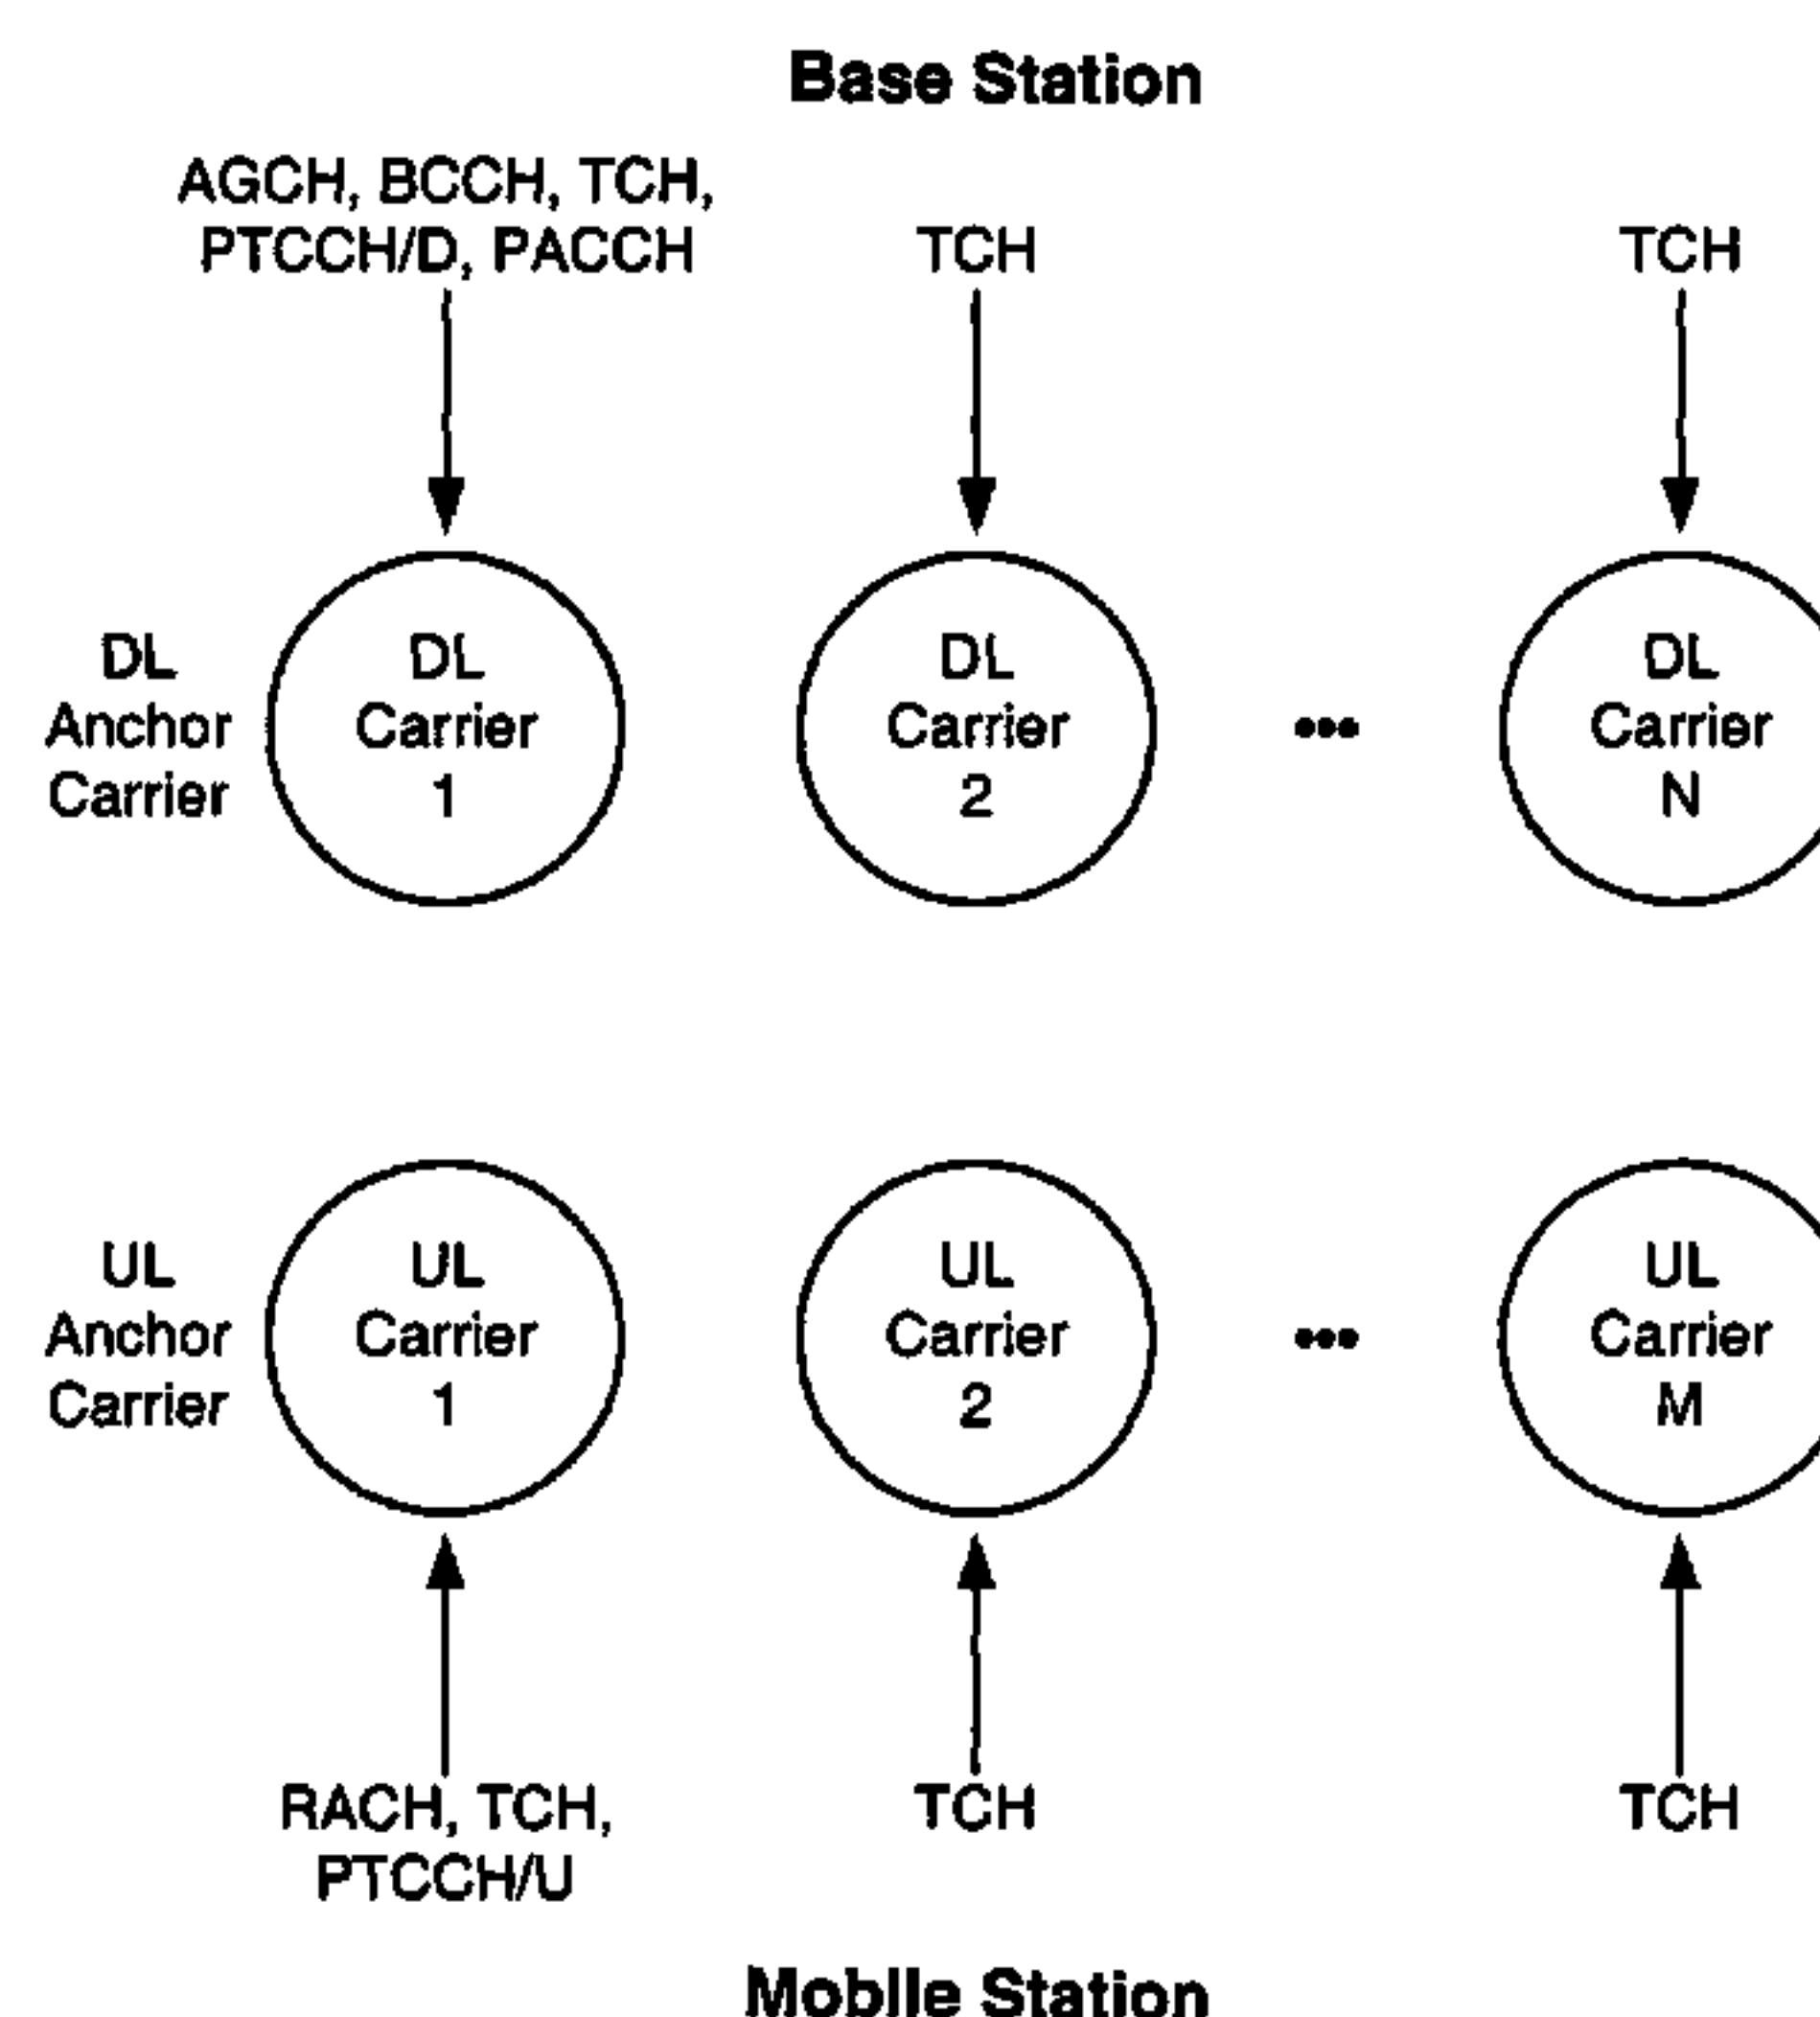 Base Station
AGCH, BCCH, TCH,
PTCCH/D, PACCH
TCH
TCH
DL
Anchor
Carrier
DL
Carrier
1
DL
Carrier
2
•••
DL
Carrier
N
UL
Anchor
Carrier
UL
Carrier
1
UL
Carrier
2
•••
UL
Carrier
M
RACH, TCH,
PTCCH/U
TCH
TCH
Mobile Station